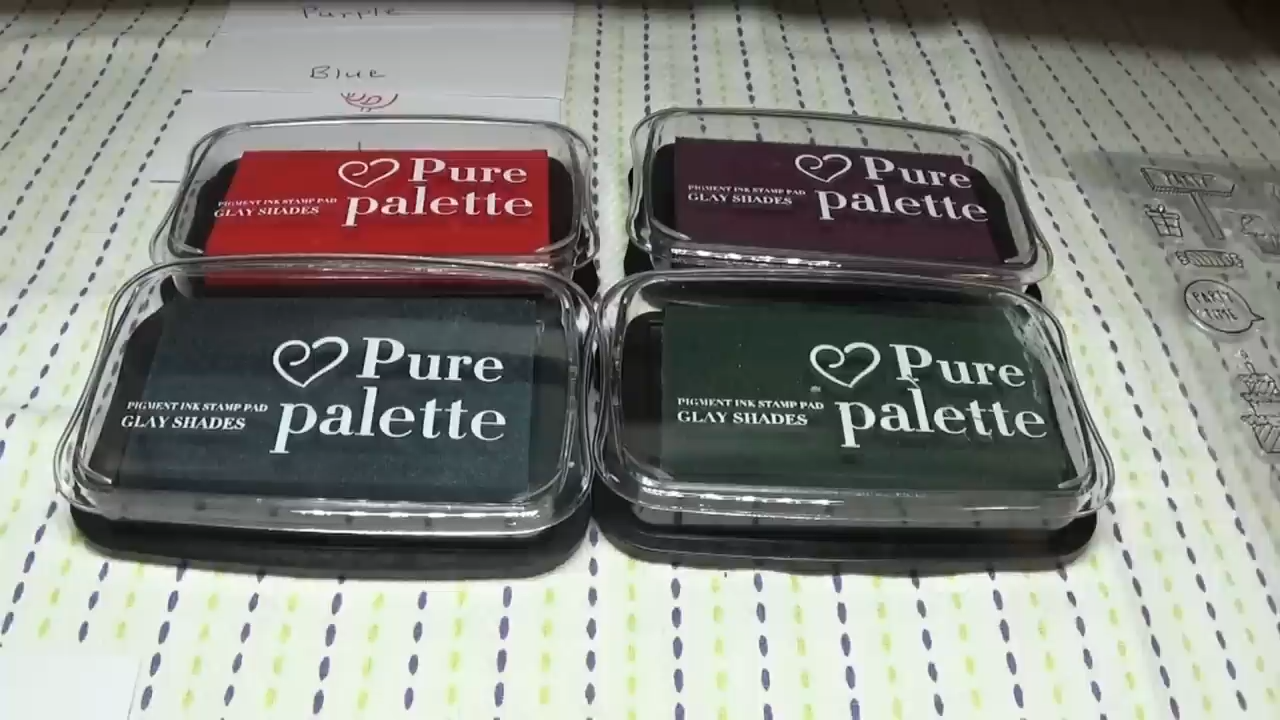 Purple
Blue
Pure
palette
PIGMENT INK STAMP PAD
GLAY SHADES
Pure
palette
PIGMENT INK STAMP PAD
GLAY SHADES
Pure
palette
PIGMENT INK STAMP PAD
GLAY SHADES
Pure
palette
PIGMENT INK STAMP PAD
GLAY SHADES
PARTY
PARTY
TIME